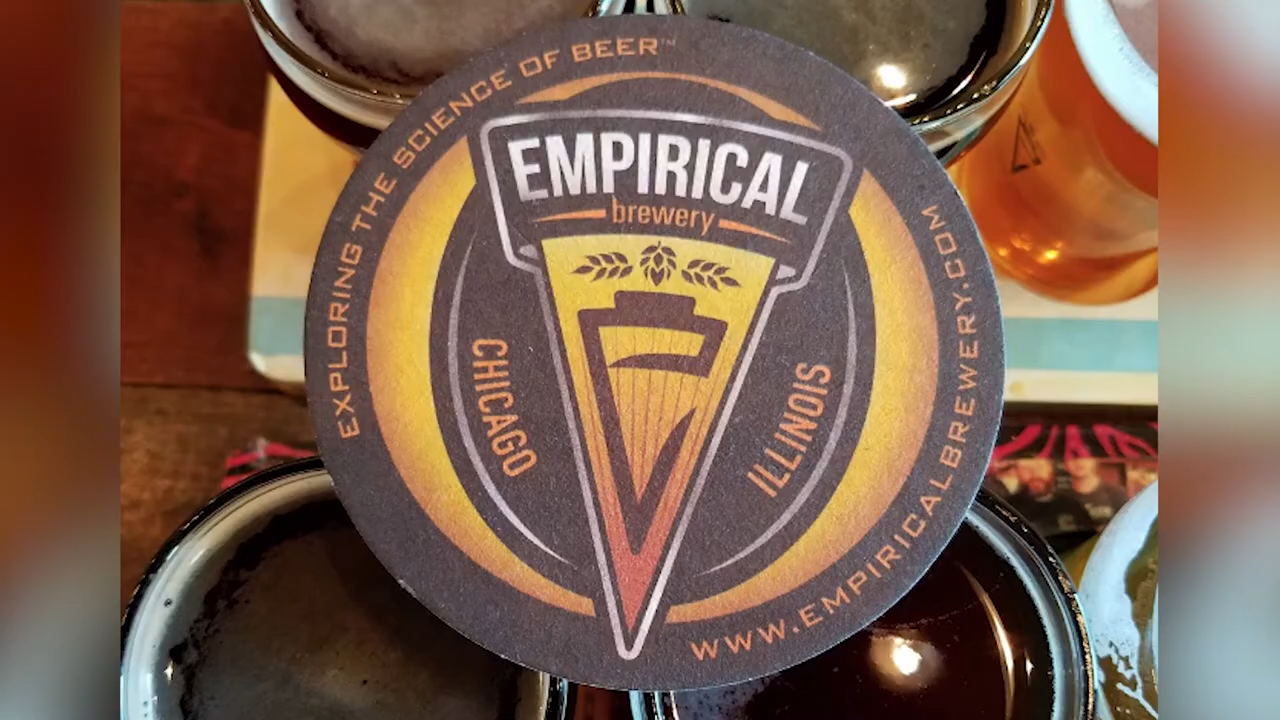 EXPLORING THE SCIENCE OF BEER™
EMPIRICAL
brewery
CHICAGO
ILLINOIS
WWW.EMPIRICALBREWERY.COM